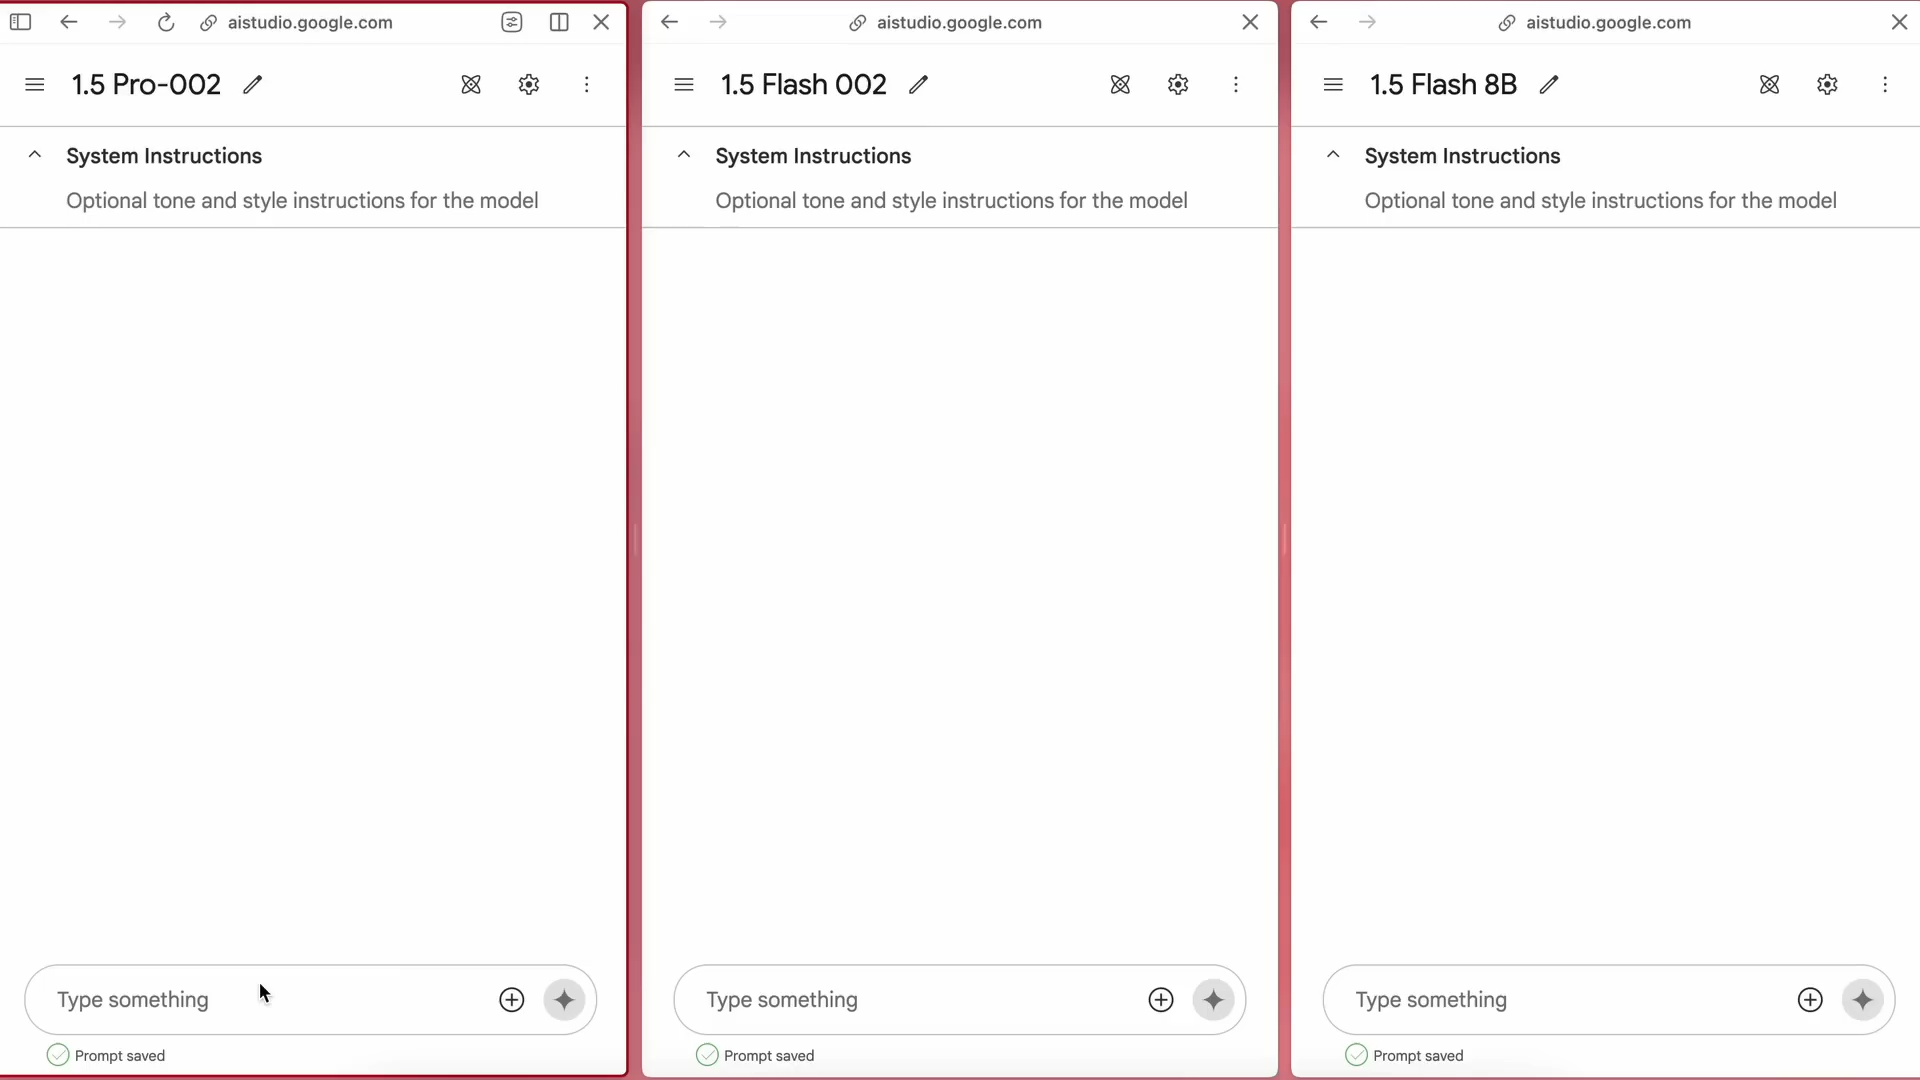 aistudio.google.com
1.5 Pro-002
System Instructions
Optional tone and style instructions for the model
Type something
Prompt saved
aistudio.google.com
1.5 Flash 002
System Instructions
Optional tone and style instructions for the model
Type something
Prompt saved
aistudio.google.com
1.5 Flash 8B
System Instructions
Optional tone and style instructions for the model
Type something
Prompt saved